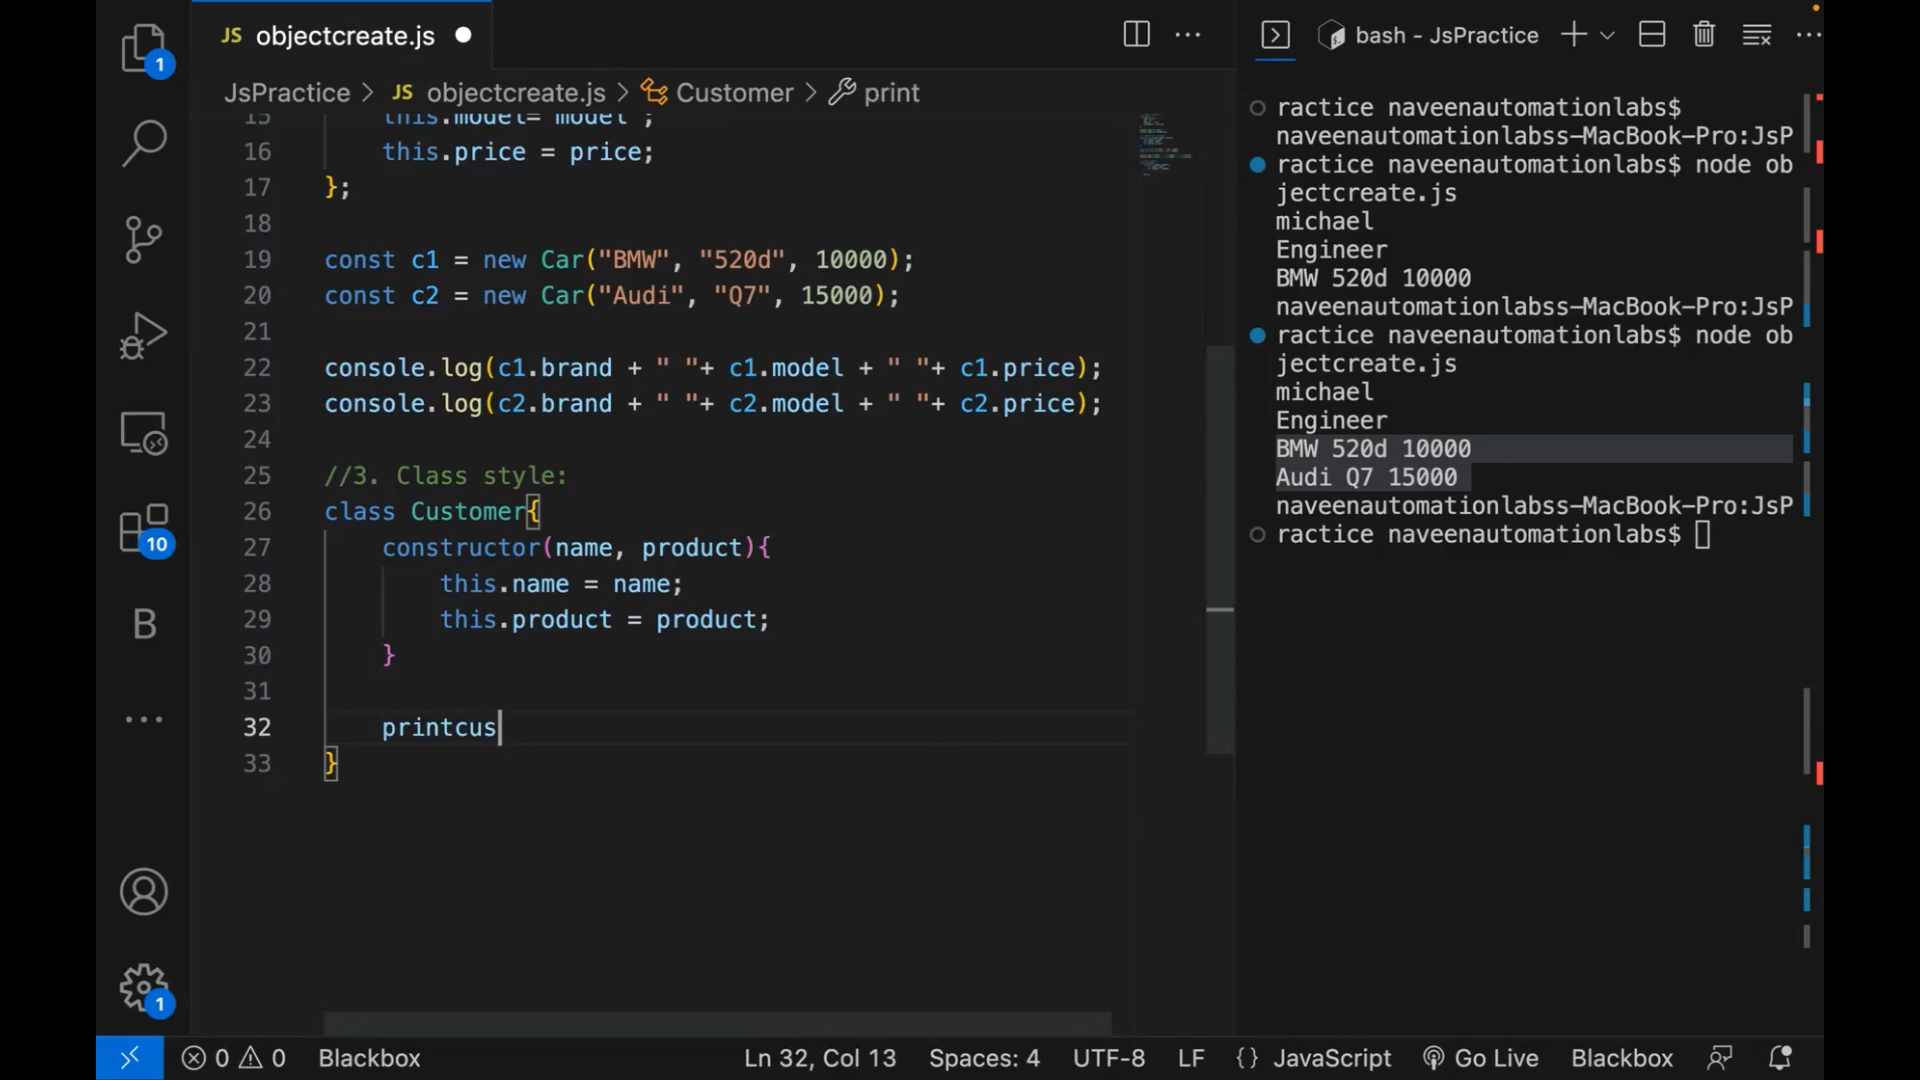 JS objectcreate.js
bash - JsPractice
1
JsPractice > JS objectcreate.js > Customer > print
15 this.model= model ;
16 this.price = price;
17 };
18
19 const c1 = new Car("BMW", "520d", 10000);
20 const c2 = new Car("Audi", "Q7", 15000);
21
22 console.log(c1.brand + " "+ c1.model + " "+ c1.price);
23 console.log(c2.brand + " "+ c2.model + " "+ c2.price);
24
25 //3. Class style:
26 class Customer{
27 constructor(name, product){
28 this.name = name;
29 this.product = product;
30 }
31
32 printcus
33 }
10
B
1
ractice naveenautomationlabs$
naveenautomationlabss-MacBook-Pro:JsP
ractice naveenautomationlabs$ node ob
jectcreate.js
michael
Engineer
BMW 520d 10000
naveenautomationlabss-MacBook-Pro:JsP
ractice naveenautomationlabs$ node ob
jectcreate.js
michael
Engineer
BMW 520d 10000
Audi Q7 15000
naveenautomationlabss-MacBook-Pro:JsP
ractice naveenautomationlabs$
0 0 Blackbox Ln 32, Col 13 Spaces: 4 UTF-8 LF {} JavaScript Go Live Blackbox